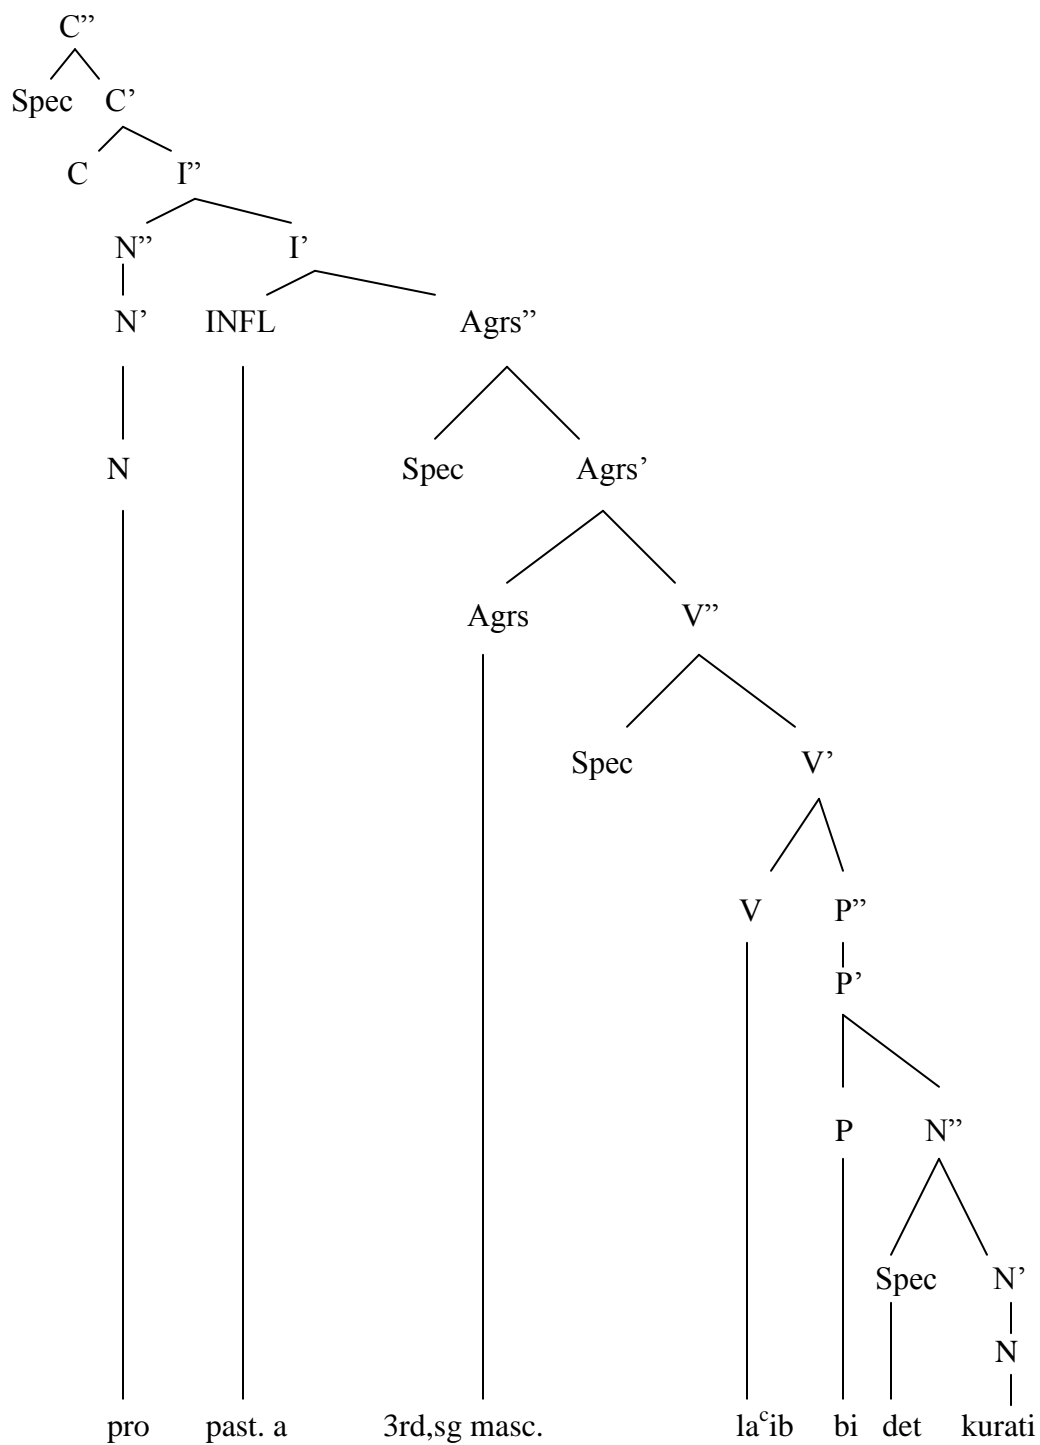 C”
Spec C’
C I”
N” I’
N’ INFL Agrs”
N Spec Agrs’
Agrs V”
Spec V’
V P”
P’
P N”
Spec N’
N
pro past. a 3rd,sg masc. laᶜib bi det kurati